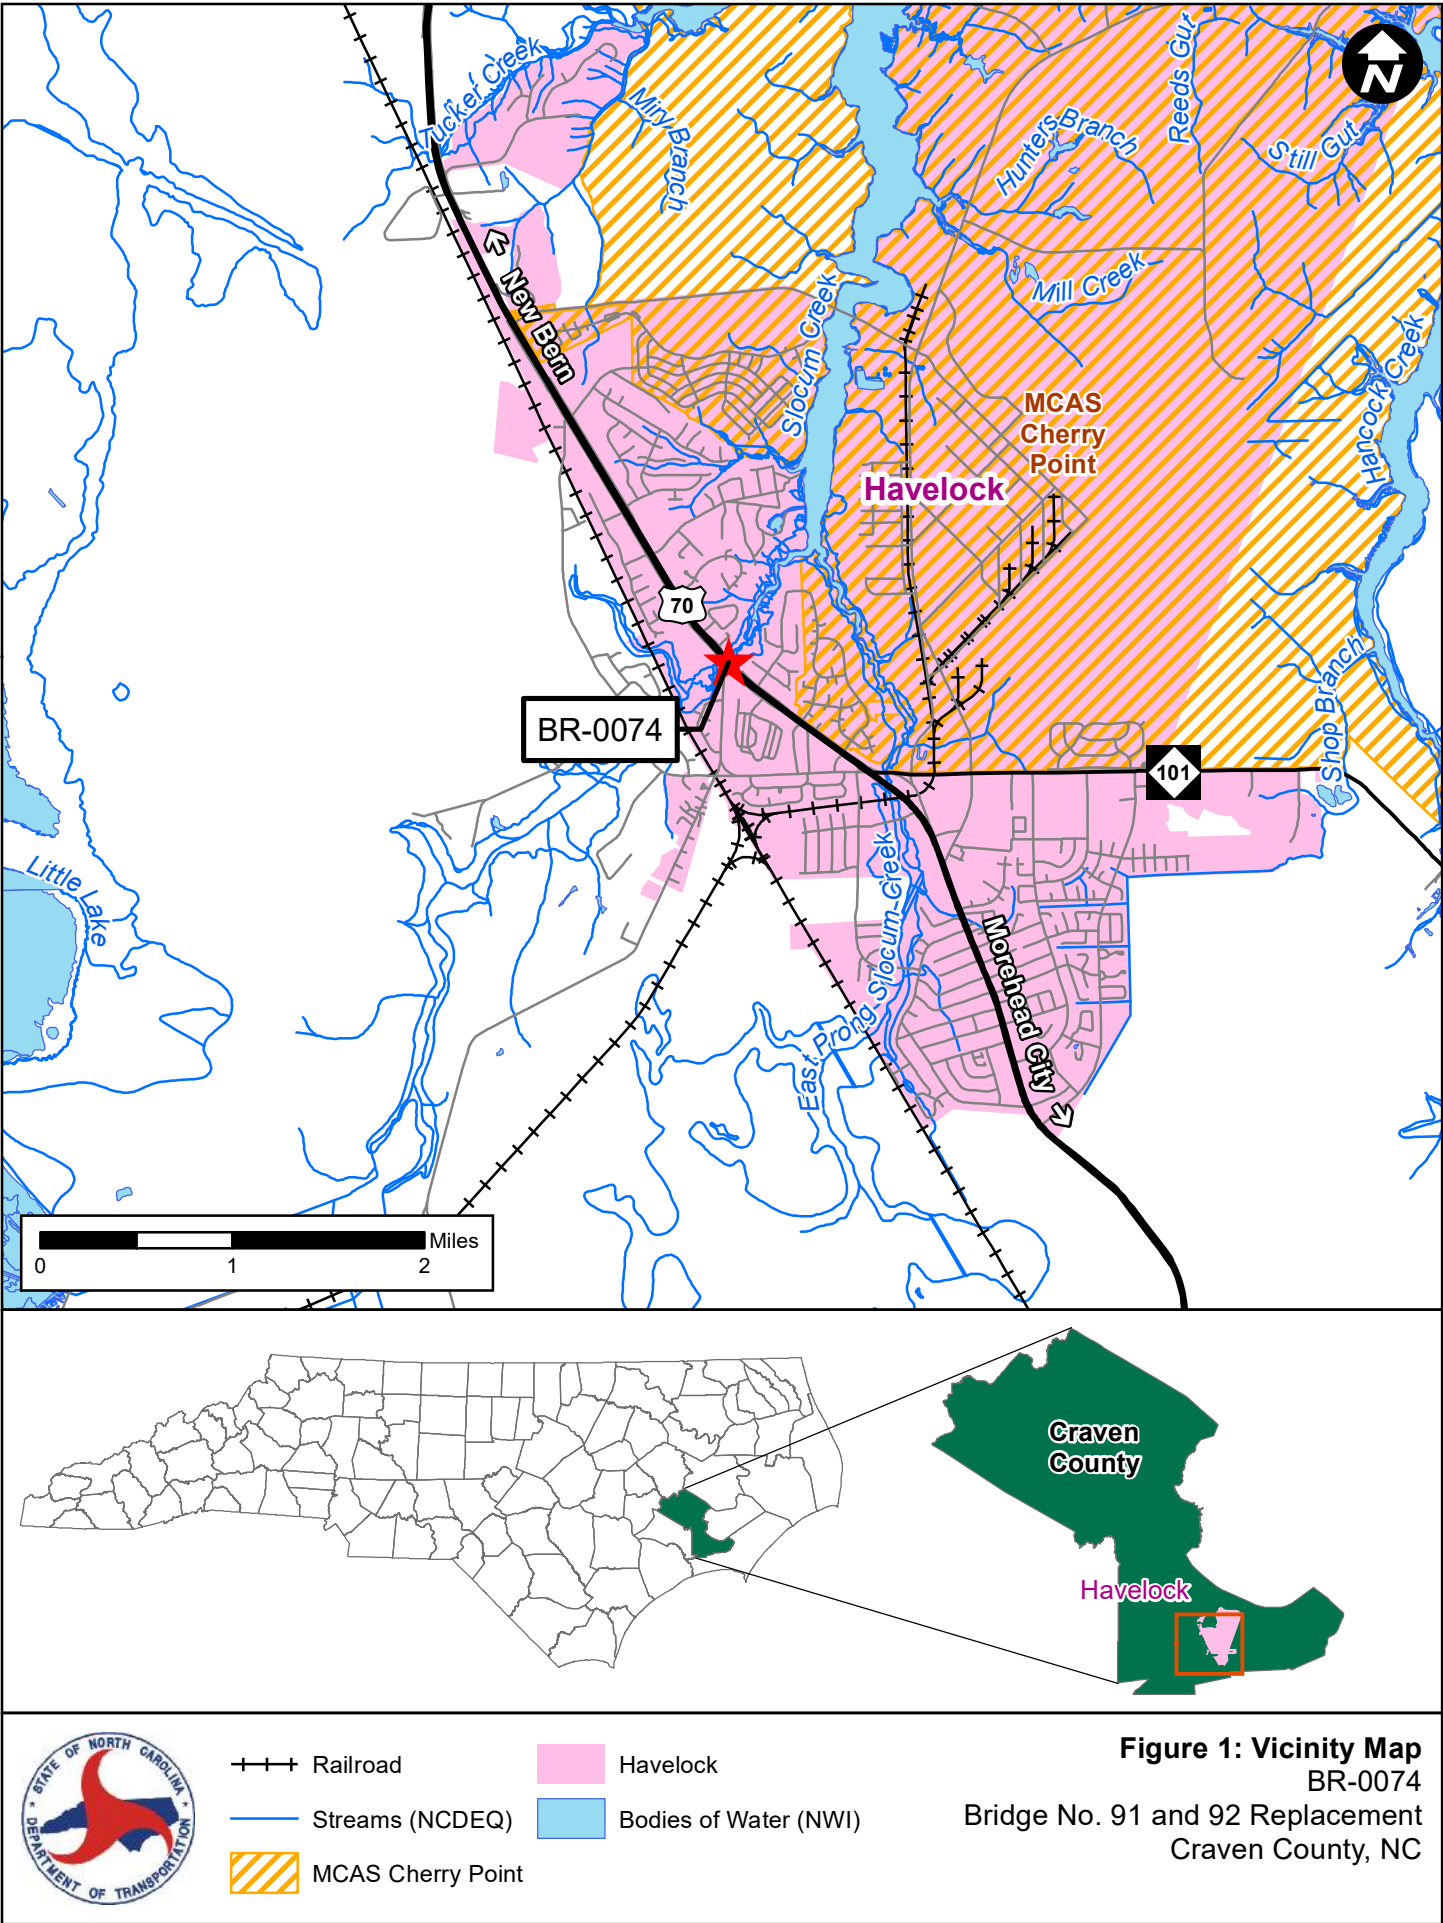 Tucker Creek
Miry Branch
Hunters Branch
Reeds Gut
Still Gut
N
New Bern
Slocum Creek
Mill Creek
Hancock Creek
MCAS
Cherry
Point
Havelock
70
BR-0074
Shop Branch
101
Little Lake
East Prong Slocum Creek
Morehead City
Miles
0 1 2
Craven
County
Havelock
STATE OF NORTH CAROLINA
DEPARTMENT OF TRANSPORTATION
Railroad
Streams (NCDEQ)
MCAS Cherry Point
Havelock
Bodies of Water (NWI)
Figure 1: Vicinity Map
BR-0074
Bridge No. 91 and 92 Replacement
Craven County, NC